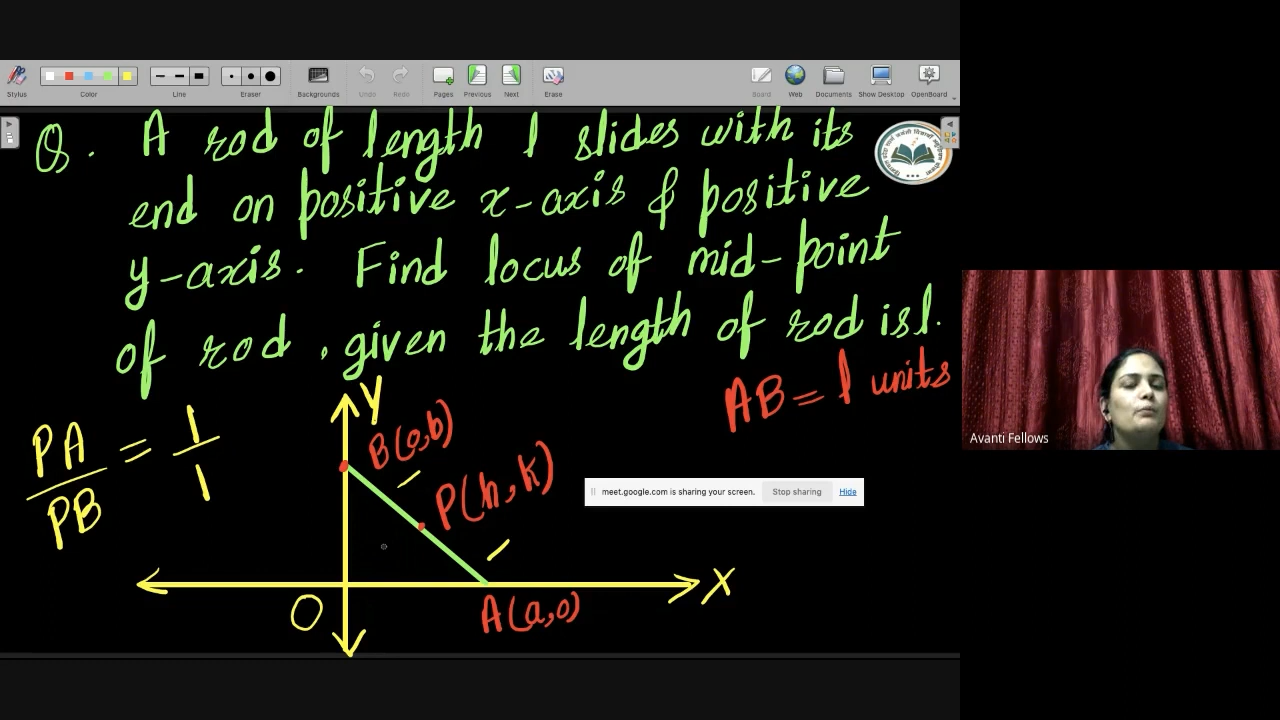 Stylus
Color
Line
Eraser
Backgrounds
Undo
Redo
Pages
Previous
Next
Erase
Board
Web
Documents
Show Desktop
OpenBoard
Q. A rod of length l slides with its
end on positive x-axis & positive
y-axis. Find locus of mid-point
of rod, given the length of rod is l.
AB = l units
PA/PB = 1/1
Y
B(0,b)
P(h,k)
A(a,0)
O
X
meet.google.com is sharing your screen.
Stop sharing
Hide
Avanti Fellows